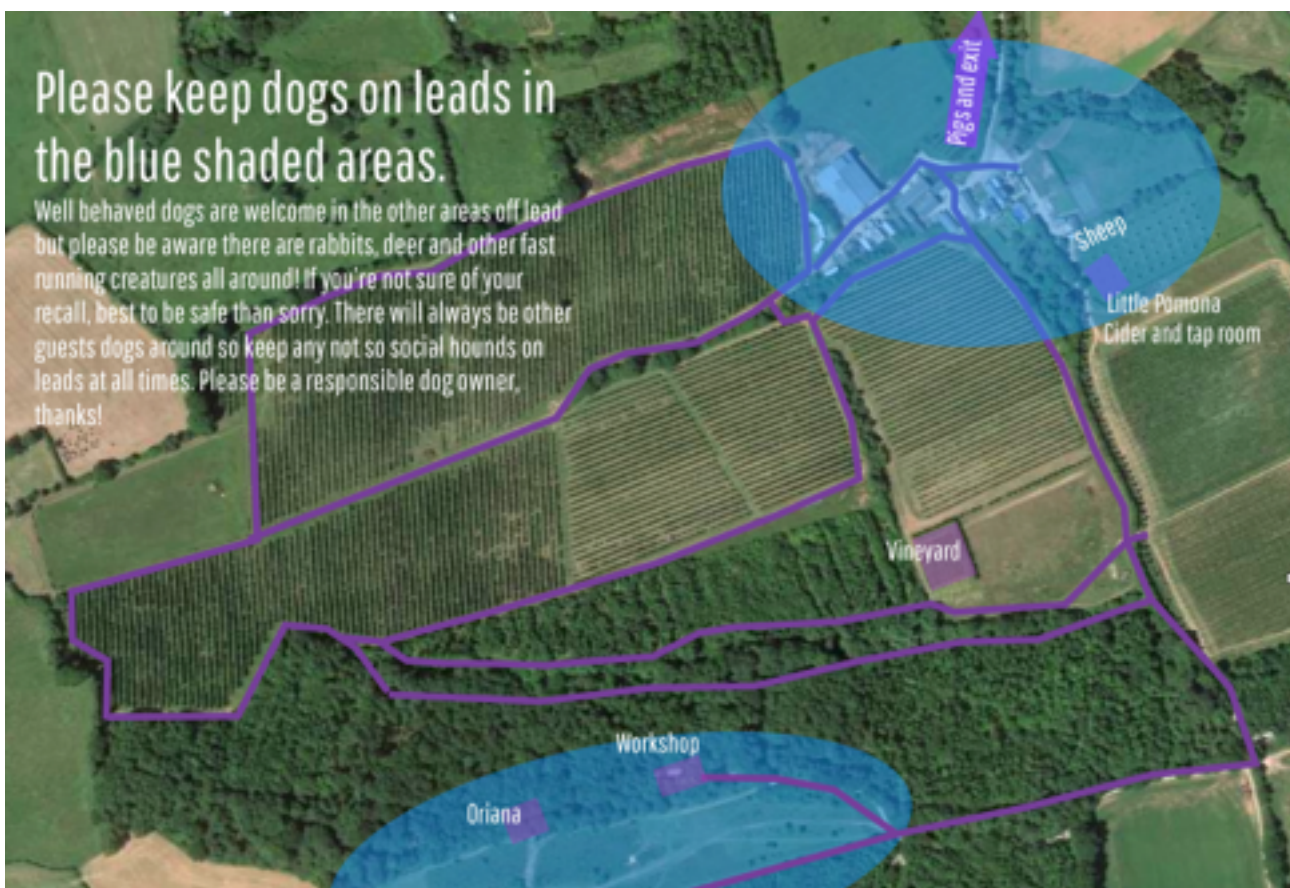 Please keep dogs on leads in
the blue shaded areas.
Well behaved dogs are welcome in the other areas off lead
but please be aware there are rabbits, deer and other fast
running creatures all around! If you're not sure of your
recall, best to be safe than sorry. There will always be other
guests dogs around so keep any not so social hounds on
leads at all times. Please be a responsible dog owner,
thanks!
Pigs and exit
Sheep
Little Pomona
Cider and tap room
Vineyard
Workshop
Oriana